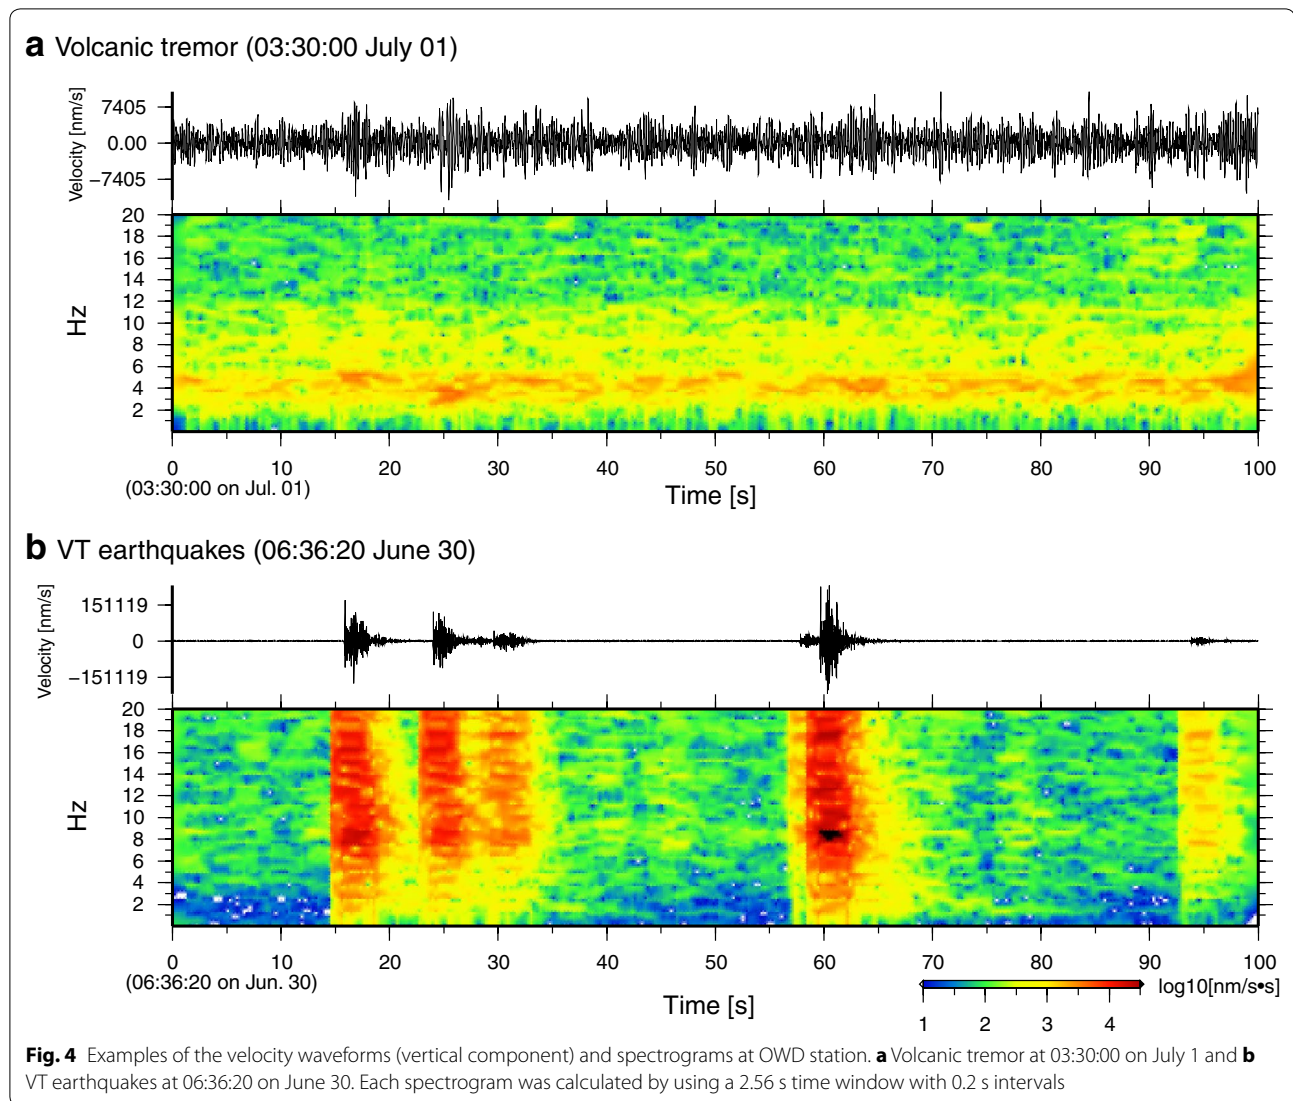 a Volcanic tremor (03:30:00 July 01)
Velocity [nm/s]
7405
0.00
−7405
20
18
16
14
12
10
8
6
4
2
Hz
0 10 20 30 40 50 60 70 80 90 100
(03:30:00 on Jul. 01)
Time [s]
b VT earthquakes (06:36:20 June 30)
Velocity [nm/s]
151119
0
−151119
20
18
16
14
12
10
8
6
4
2
Hz
0 10 20 30 40 50 60 70 80 90 100
(06:36:20 on Jun. 30)
Time [s]
log10[nm/s•s]
1 2 3 4
Fig. 4 Examples of the velocity waveforms (vertical component) and spectrograms at OWD station. a Volcanic tremor at 03:30:00 on July 1 and b
VT earthquakes at 06:36:20 on June 30. Each spectrogram was calculated by using a 2.56 s time window with 0.2 s intervals